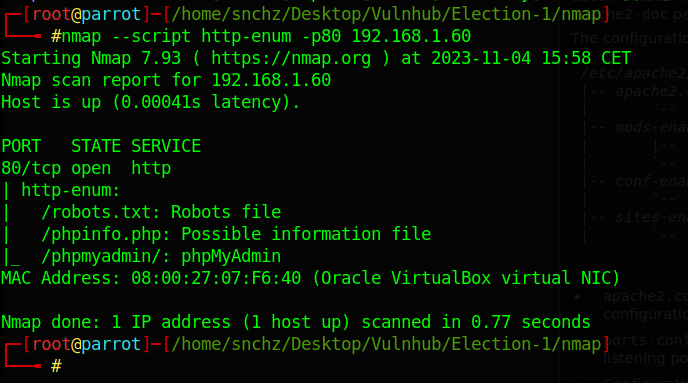 ┌─[root@parrot]─[/home/snchz/Desktop/Vulnhub/Election-1/nmap]
└──╼ #nmap --script http-enum -p80 192.168.1.60
Starting Nmap 7.93 ( https://nmap.org ) at 2023-11-04 15:58 CET
Nmap scan report for 192.168.1.60
Host is up (0.00041s latency).

PORT   STATE SERVICE
80/tcp open  http
| http-enum:
|   /robots.txt: Robots file
|   /phpinfo.php: Possible information file
|_  /phpmyadmin/: phpMyAdmin
MAC Address: 08:00:27:07:F6:40 (Oracle VirtualBox virtual NIC)

Nmap done: 1 IP address (1 host up) scanned in 0.77 seconds
┌─[root@parrot]─[/home/snchz/Desktop/Vulnhub/Election-1/nmap]
└──╼ #
The configura
/etc/apache2
|-- apache2.
|       `--
|-- mods-ena
|       |--
|       `--
|-- conf-ena
|       `--
|-- sites-en
|       `--
apache2.co
configuratio
ports.conf
listening po